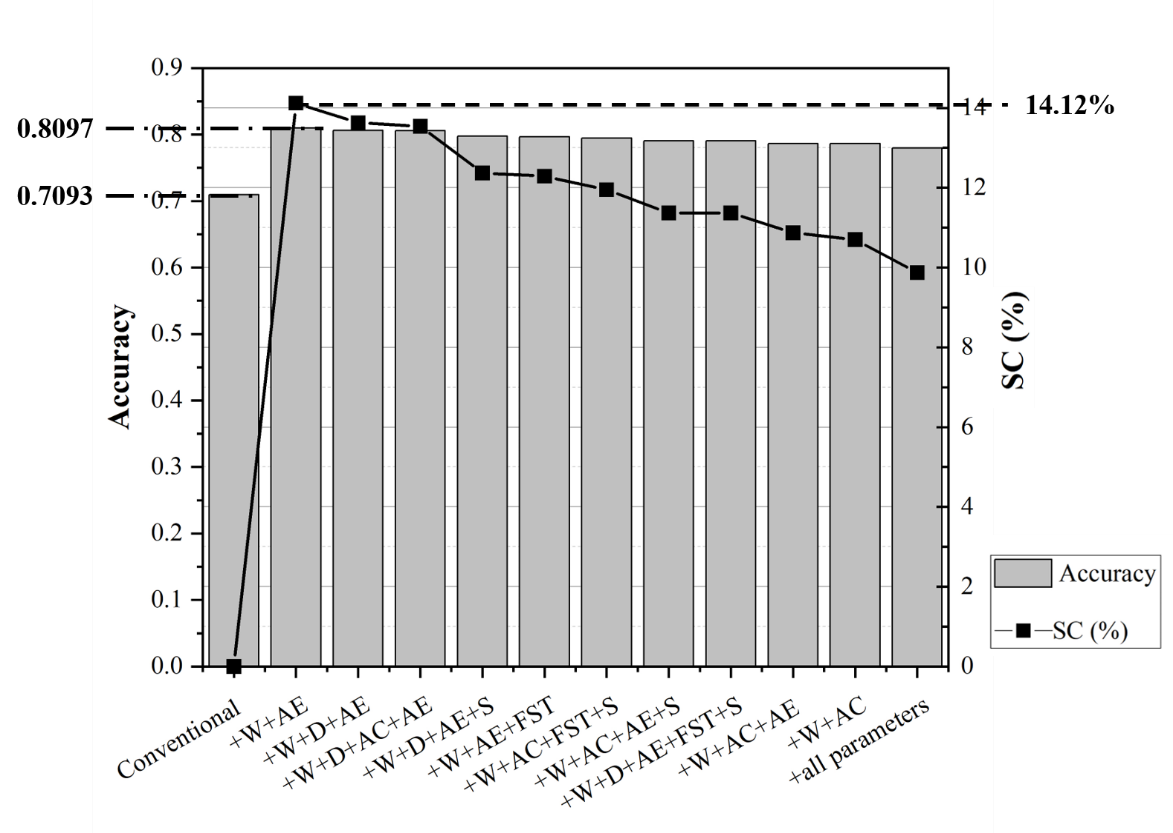 0.9
0.8
0.7
0.6
0.5
0.4
0.3
0.2
0.1
0.0
0.8097
0.7093
Accuracy
14
12
10
8
6
4
2
0
14.12%
SC (%)
Accuracy
SC (%)
Conventional
+W+AE
+W+D+AE
+W+D+AC+AE
+W+D+AE+S
+W+AE+FST
+W+AC+FST+S
+W+AC+AE+S
+W+D+AE+FST+S
+W+AC+AE
+W+AC
+all parameters